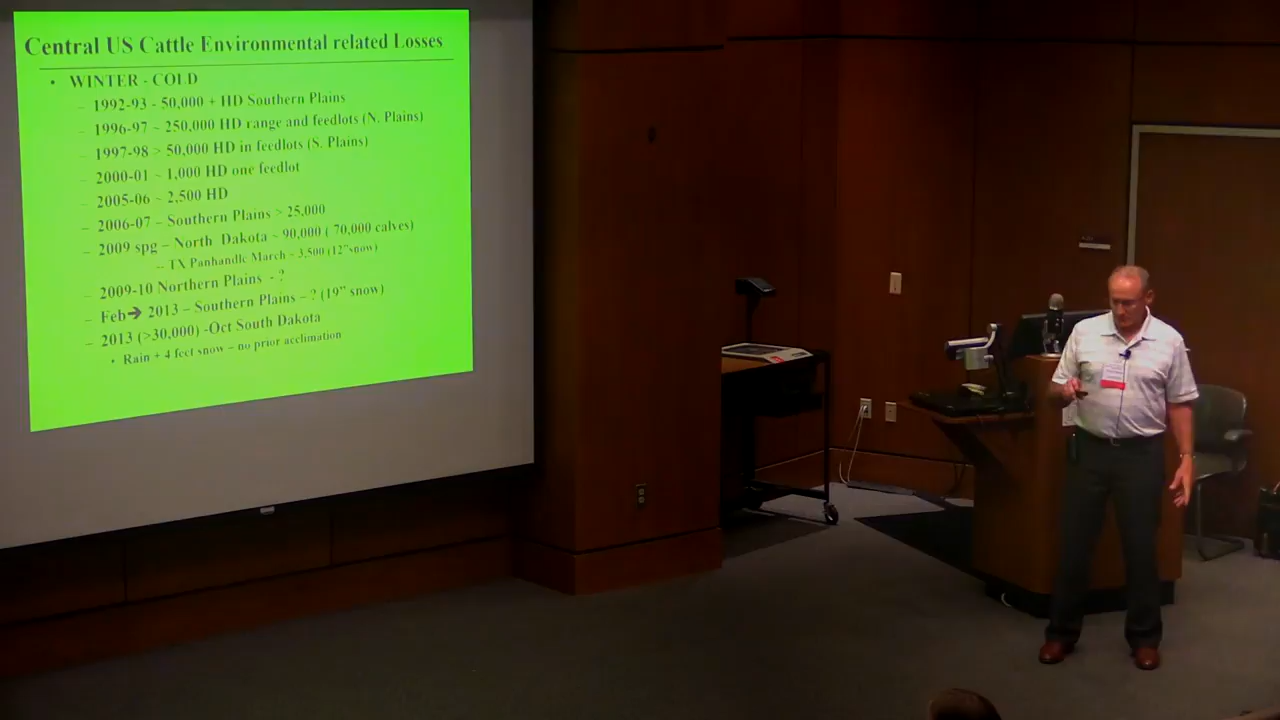 Central US Cattle Environmental related Losses
• WINTER - COLD
– 1992-93 - 50,000 + HD Southern Plains
– 1996-97 ~ 250,000 HD range and feedlots (N. Plains)
– 1997-98 > 50,000 HD in feedlots (S. Plains)
– 2000-01 ~ 1,000 HD one feedlot
– 2005-06 ~ 2,500 HD
– 2006-07 – Southern Plains > 25,000
– 2009 spg – North Dakota ~ 90,000 ( 70,000 calves)
-- TX Panhandle March – 3,500 (12"snow)
– 2009-10 Northern Plains - ?
– Feb➔ 2013 – Southern Plains – ? (19" snow)
– 2013 (>30,000) -Oct South Dakota
• Rain + 4 feet snow – no prior acclimation